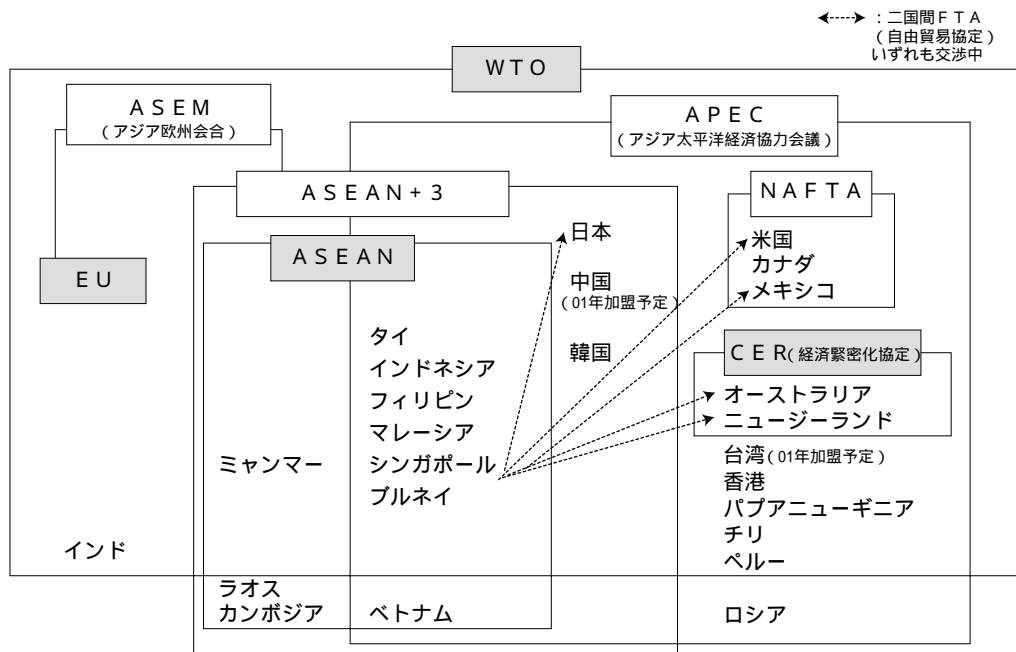 ：二国間ＦＴＡ
（自由貿易協定）
いずれも交渉中
ＷＴＯ
ＡＳＥＭ
（アジア欧州会合）
ＡＰＥＣ
（アジア太平洋経済協力会議）
ＡＳＥＡＮ＋３
ＮＡＦＴＡ
ＡＳＥＡＮ
ＥＵ
日本
中国
（01年加盟予定）
韓国
米国
カナダ
メキシコ
ＣＥＲ（経済緊密化協定）
オーストラリア
ニュージーランド
タイ
インドネシア
フィリピン
マレーシア
シンガポール
ブルネイ
ミャンマー
台湾（01年加盟予定）
香港
パプアニューギニア
チリ
ペルー
インド
ラオス
カンボジア
ベトナム
ロシア